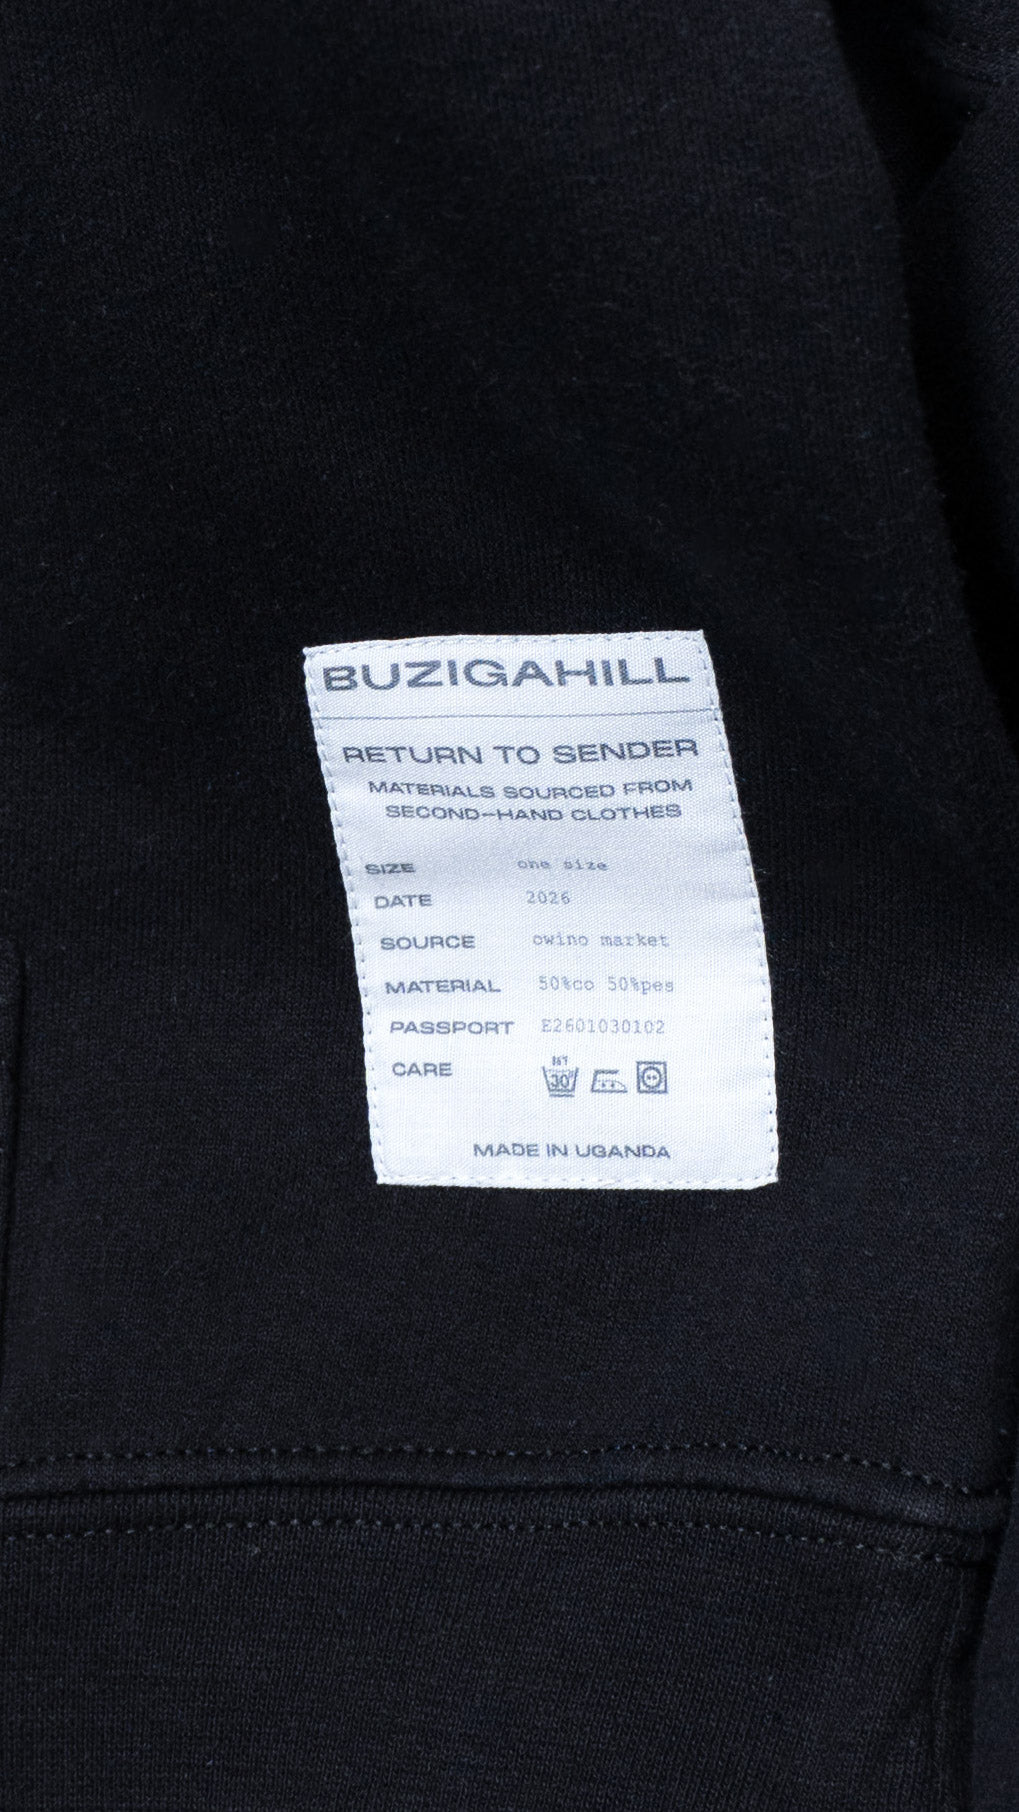 BUZIGAHILL
RETURN TO SENDER
MATERIALS SOURCED FROM
SECOND-HAND CLOTHES
SIZE one size
DATE 2026
SOURCE owino market
MATERIAL 50%co 50%pes
PASSPORT E2601030102
CARE 30°
MADE IN UGANDA